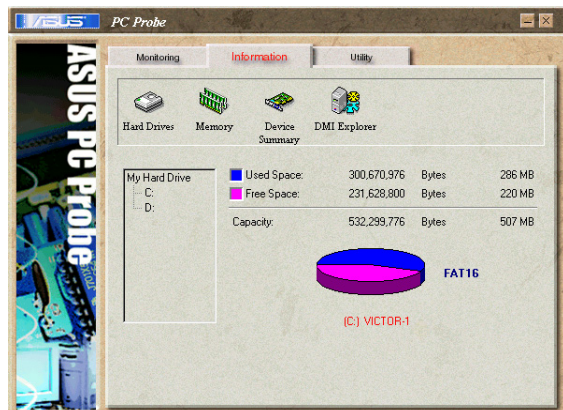 /SUS PC Probe
ASUS PC Probe
Monitoring Information Utility
Hard Drives Memory Device Summary DMI Explorer
My Hard Drive
C:
D:
Used Space: 300,670,976 Bytes 286 MB
Free Space: 231,628,800 Bytes 220 MB
Capacity: 532,299,776 Bytes 507 MB
FAT16
(C:) VICTOR-1